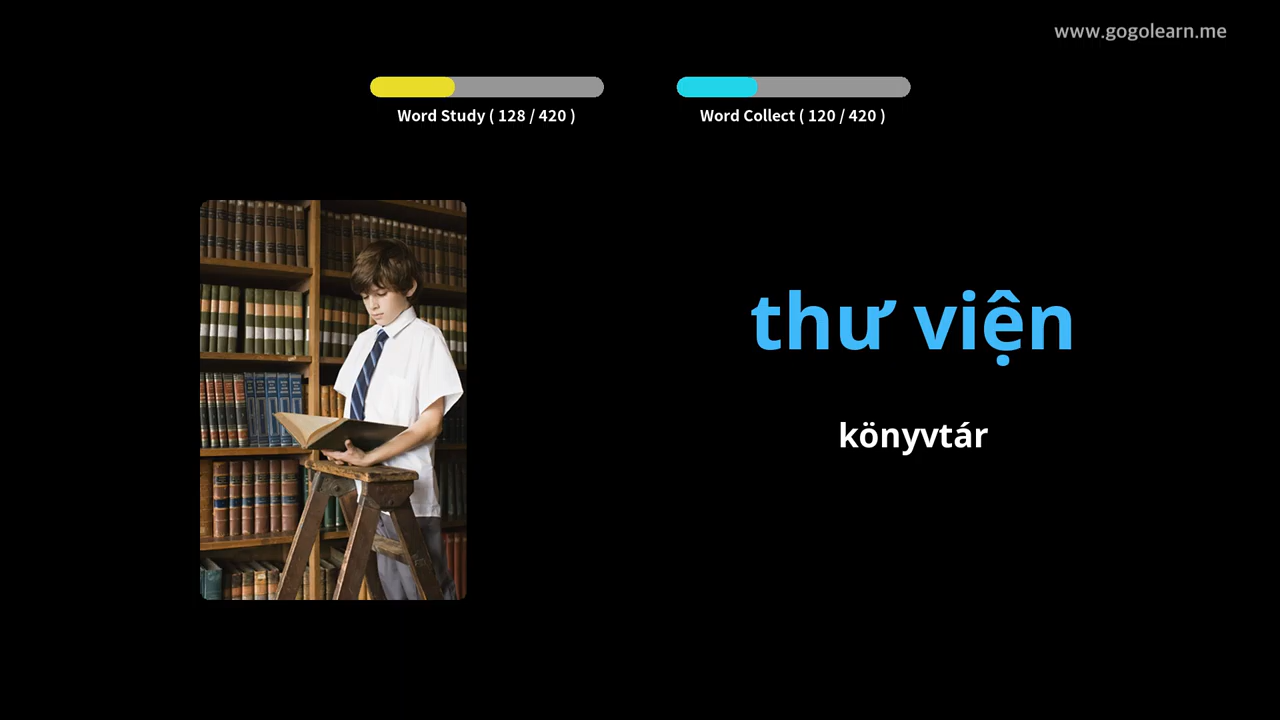 www.gogolearn.me
Word Study ( 128 / 420 )
Word Collect ( 120 / 420 )
thư viện
könyvtár